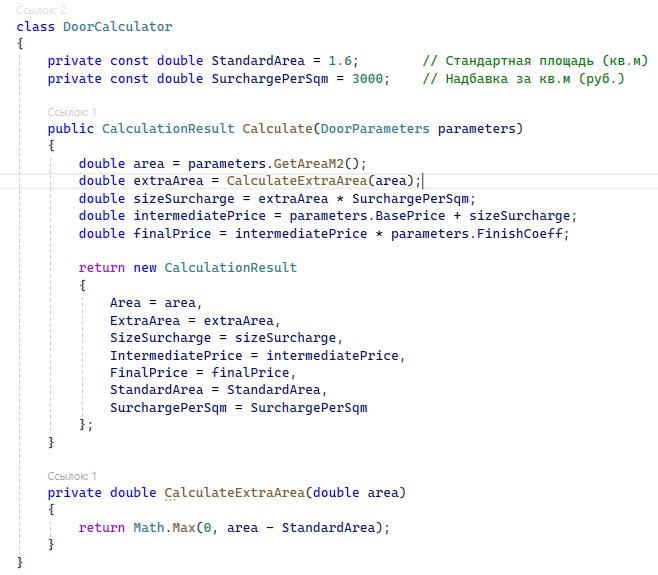 Ссылок: 2
class DoorCalculator
{
    private const double StandardArea = 1.6;        // Стандартная площадь (кв.м)
    private const double SurchargePerSqm = 3000;    // Надбавка за кв.м (руб.)

    Ссылок: 1
    public CalculationResult Calculate(DoorParameters parameters)
    {
        double area = parameters.GetAreaM2();
        double extraArea = CalculateExtraArea(area);
        double sizeSurcharge = extraArea * SurchargePerSqm;
        double intermediatePrice = parameters.BasePrice + sizeSurcharge;
        double finalPrice = intermediatePrice * parameters.FinishCoeff;

        return new CalculationResult
        {
            Area = area,
            ExtraArea = extraArea,
            SizeSurcharge = sizeSurcharge,
            IntermediatePrice = intermediatePrice,
            FinalPrice = finalPrice,
            StandardArea = StandardArea,
            SurchargePerSqm = SurchargePerSqm
        };
    }

    Ссылок: 1
    private double CalculateExtraArea(double area)
    {
        return Math.Max(0, area - StandardArea);
    }
}